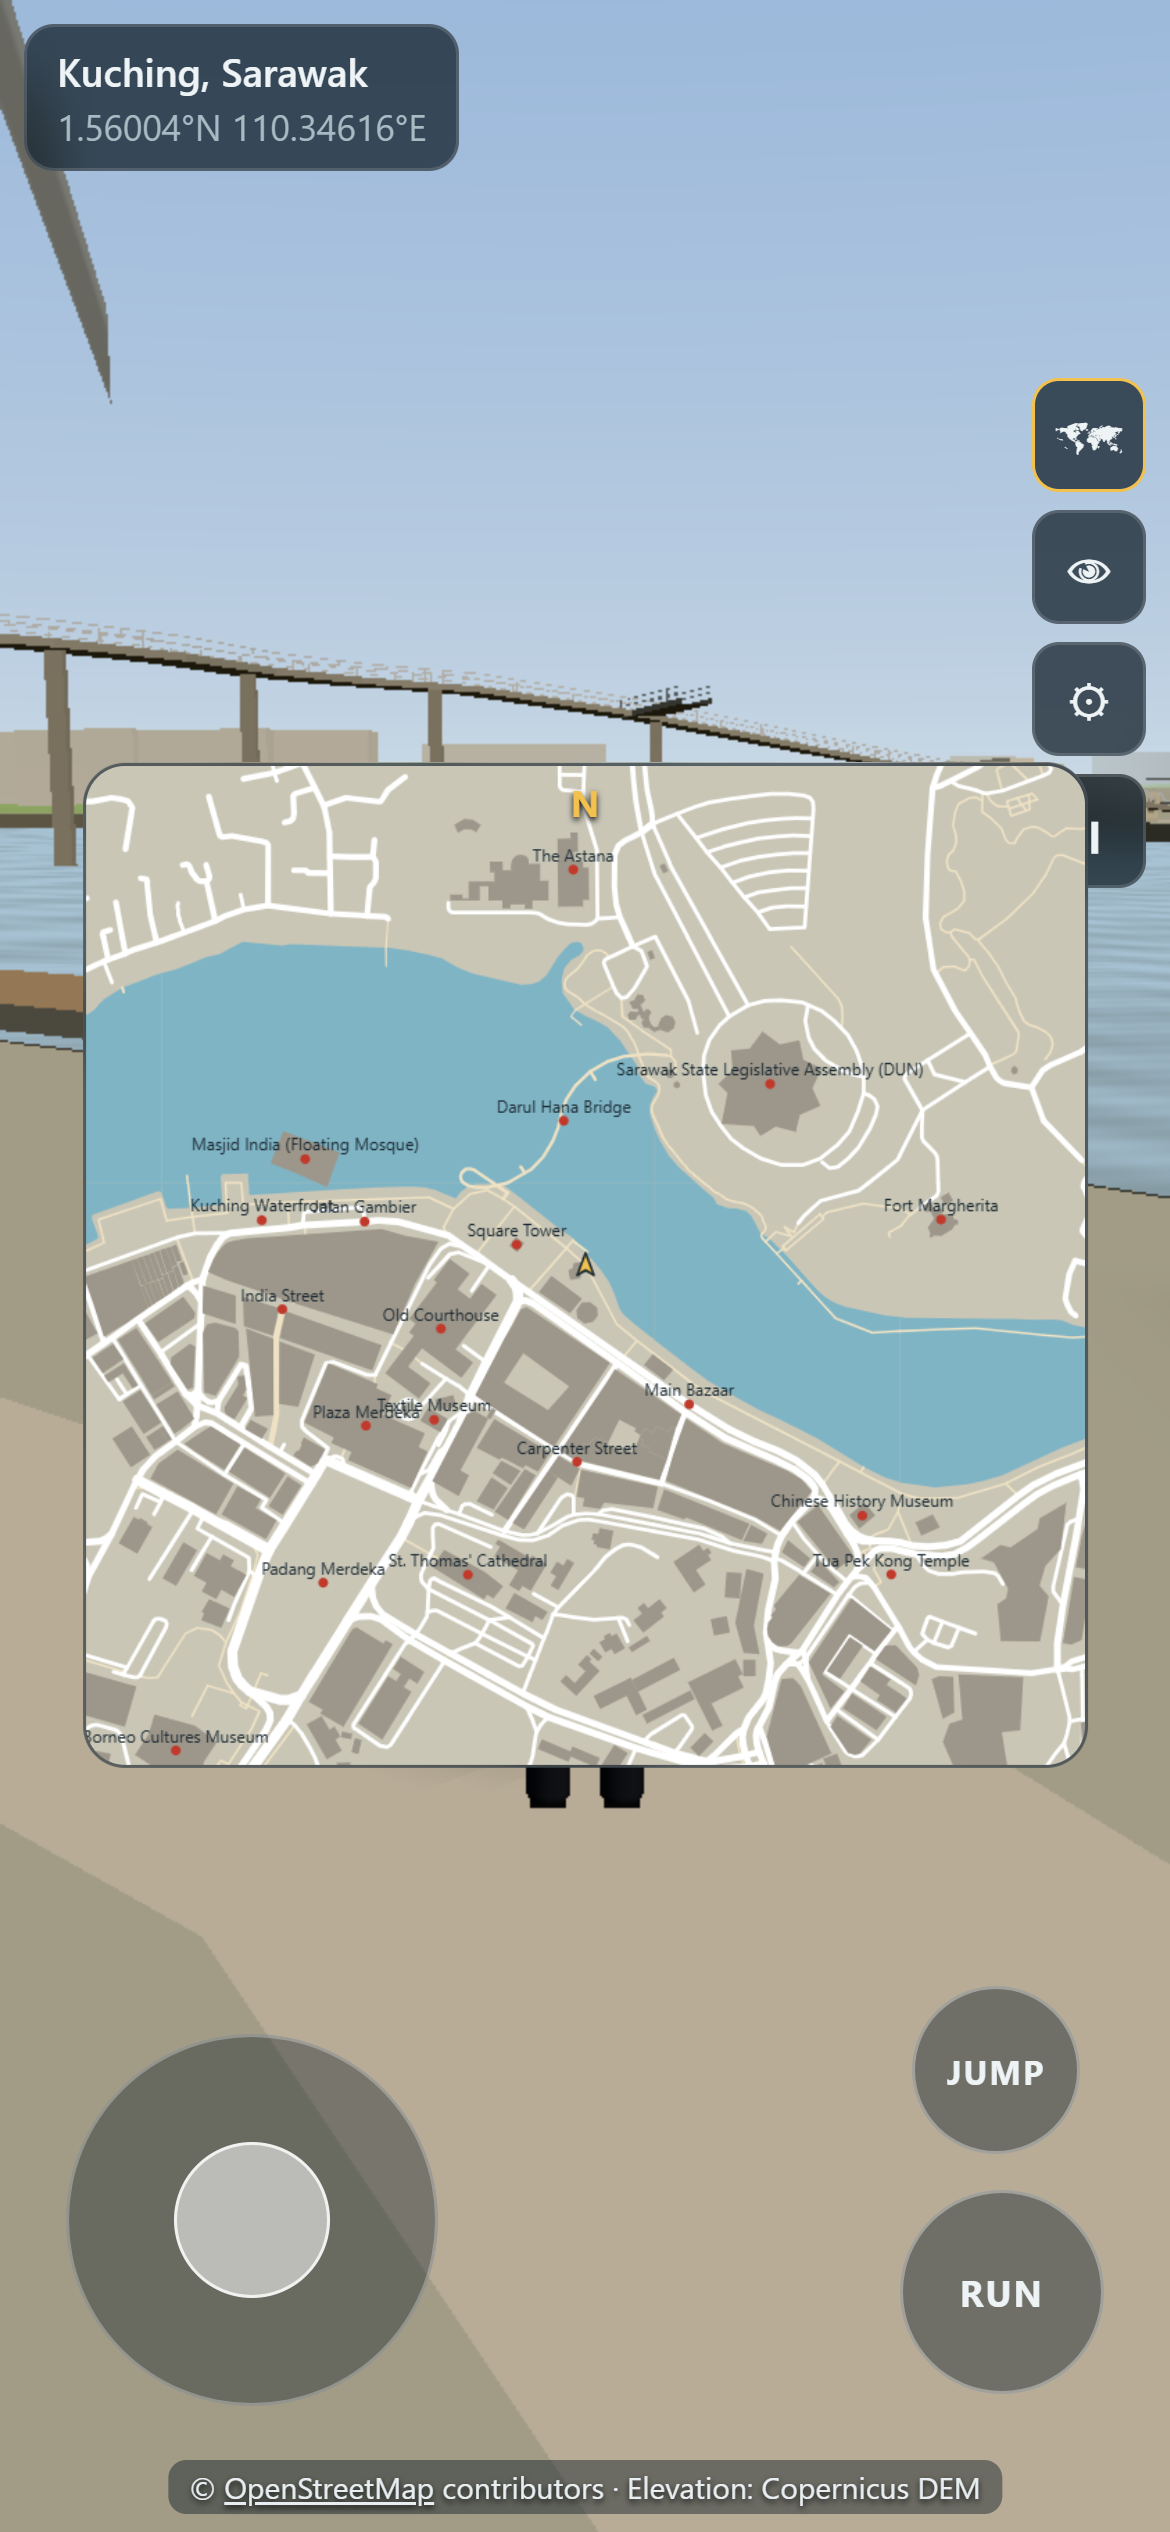 Kuching, Sarawak
1.56004°N 110.34616°E
N
The Astana
Sarawak State Legislative Assembly (DUN)
Darul Hana Bridge
Masjid India (Floating Mosque)
Kuching Waterfront
Jalan Gambier
Fort Margherita
Square Tower
India Street
Old Courthouse
Main Bazaar
Textile Museum
Plaza Merdeka
Carpenter Street
Chinese History Museum
Tua Pek Kong Temple
St. Thomas' Cathedral
Padang Merdeka
Borneo Cultures Museum
JUMP
RUN
© OpenStreetMap contributors · Elevation: Copernicus DEM